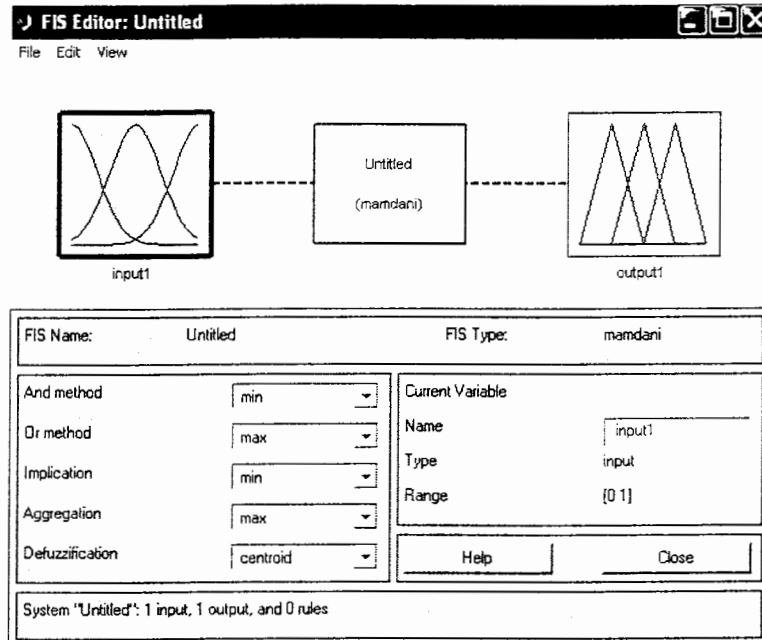 FIS Editor: Untitled
File Edit View
Untitled
(mamdani)
input1
output1
FIS Name: Untitled FIS Type: mamdani
And method min
Or method max
Implication min
Aggregation max
Defuzzification centroid
Current Variable
Name input1
Type input
Range [0 1]
Help Close
System "Untitled": 1 input, 1 output, and 0 rules